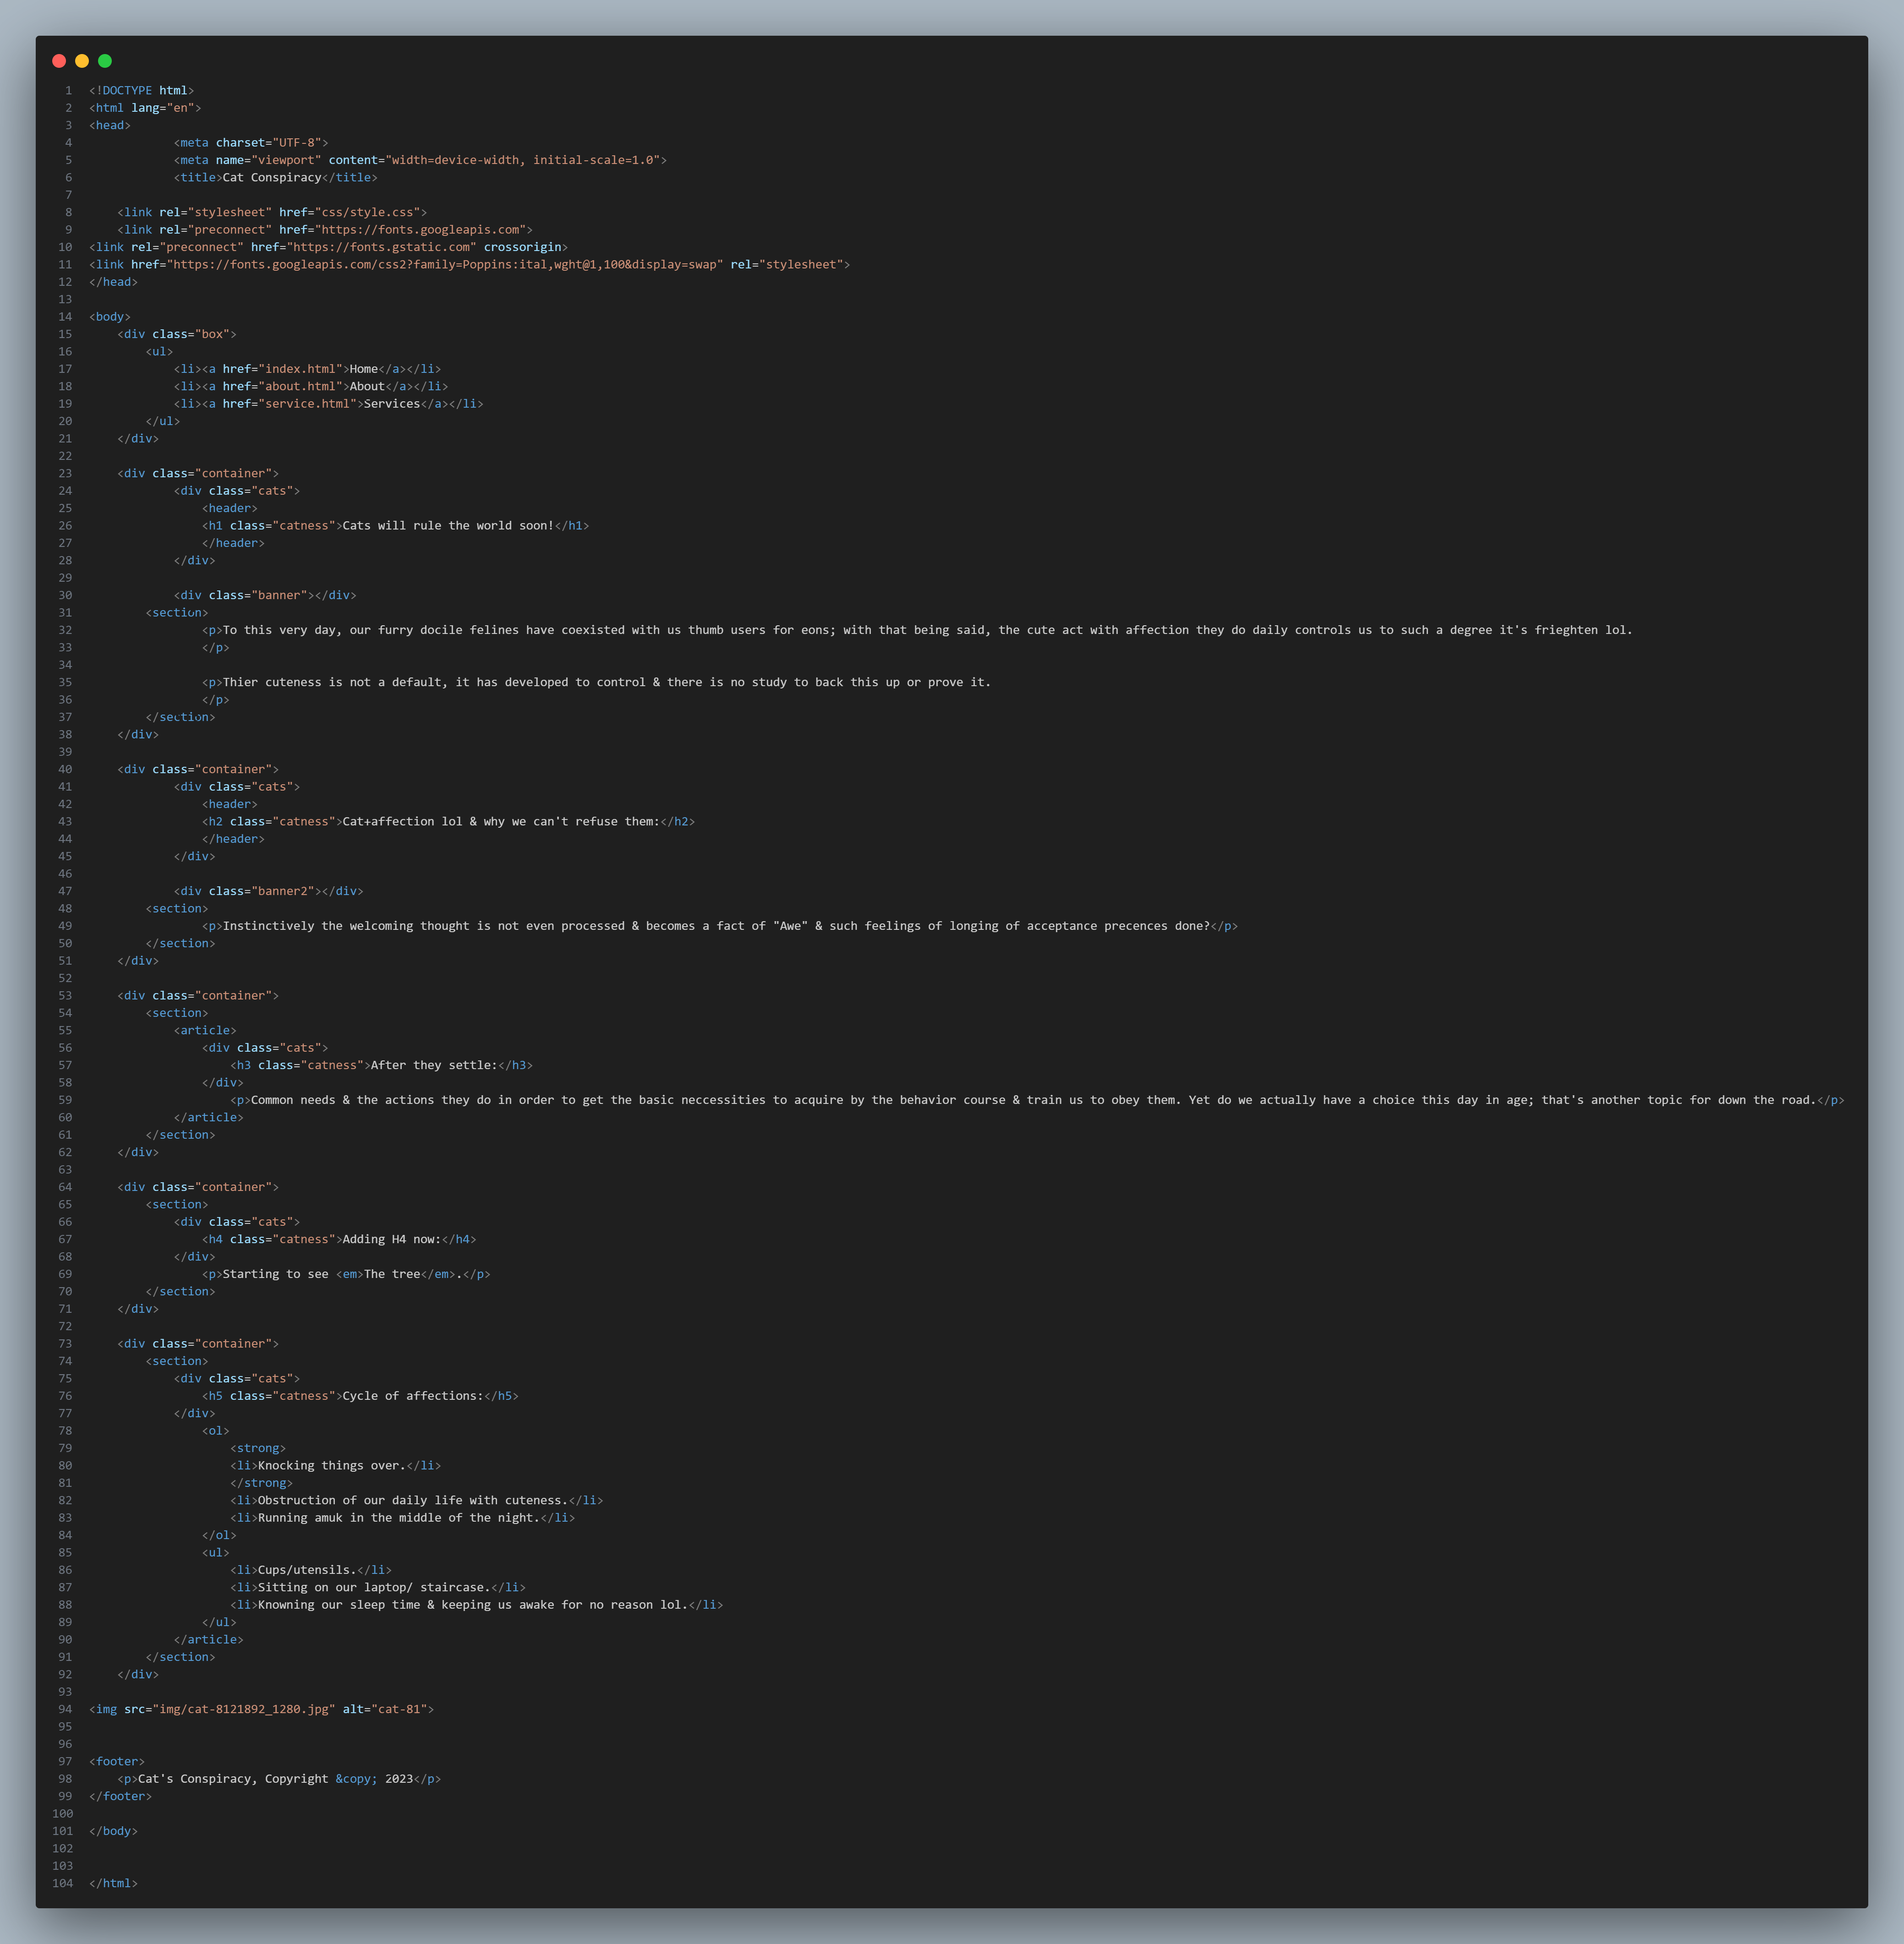 1 <!DOCTYPE html>
2 <html lang="en">
3 <head>
4 <meta charset="UTF-8">
5 <meta name="viewport" content="width=device-width, initial-scale=1.0">
6 <title>Cat Conspiracy</title>
7
8 <link rel="stylesheet" href="css/style.css">
9 <link rel="preconnect" href="https://fonts.googleapis.com">
10 <link rel="preconnect" href="https://fonts.gstatic.com" crossorigin>
11 <link href="https://fonts.googleapis.com/css2?family=Poppins:ital,wght@1,100&display=swap" rel="stylesheet">
12 </head>
13
14 <body>
15 <div class="box">
16 <ul>
17 <li><a href="index.html">Home</a></li>
18 <li><a href="about.html">About</a></li>
19 <li><a href="service.html">Services</a></li>
20 </ul>
21 </div>
22
23 <div class="container">
24 <div class="cats">
25 <header>
26 <h1 class="catness">Cats will rule the world soon!</h1>
27 </header>
28 </div>
29
30 <div class="banner"></div>
31 <section>
32 <p>To this very day, our furry docile felines have coexisted with us thumb users for eons; with that being said, the cute act with affection they do daily controls us to such a degree it's frieghten lol.
33 </p>
34
35 <p>Thier cuteness is not a default, it has developed to control & there is no study to back this up or prove it.
36 </p>
37 </section>
38 </div>
39
40 <div class="container">
41 <div class="cats">
42 <header>
43 <h2 class="catness">Cat+affection lol & why we can't refuse them:</h2>
44 </header>
45 </div>
46
47 <div class="banner2"></div>
48 <section>
49 <p>Instinctively the welcoming thought is not even processed & becomes a fact of "Awe" & such feelings of longing of acceptance precences done?</p>
50 </section>
51 </div>
52
53 <div class="container">
54 <section>
55 <article>
56 <div class="cats">
57 <h3 class="catness">After they settle:</h3>
58 </div>
59 <p>Common needs & the actions they do in order to get the basic neccessities to acquire by the behavior course & train us to obey them. Yet do we actually have a choice this day in age; that's another topic for down the road.</p>
60 </article>
61 </section>
62 </div>
63
64 <div class="container">
65 <section>
66 <div class="cats">
67 <h4 class="catness">Adding H4 now:</h4>
68 </div>
69 <p>Starting to see <em>The tree</em>.</p>
70 </section>
71 </div>
72
73 <div class="container">
74 <section>
75 <div class="cats">
76 <h5 class="catness">Cycle of affections:</h5>
77 </div>
78 <ol>
79 <strong>
80 <li>Knocking things over.</li>
81 </strong>
82 <li>Obstruction of our daily life with cuteness.</li>
83 <li>Running amuk in the middle of the night.</li>
84 </ol>
85 <ul>
86 <li>Cups/utensils.</li>
87 <li>Sitting on our laptop/ staircase.</li>
88 <li>Knowning our sleep time & keeping us awake for no reason lol.</li>
89 </ul>
90 </article>
91 </section>
92 </div>
93
94 <img src="img/cat-8121892_1280.jpg" alt="cat-81">
95
96
97 <footer>
98 <p>Cat's Conspiracy, Copyright &copy; 2023</p>
99 </footer>
100
101 </body>
102
103
104 </html>